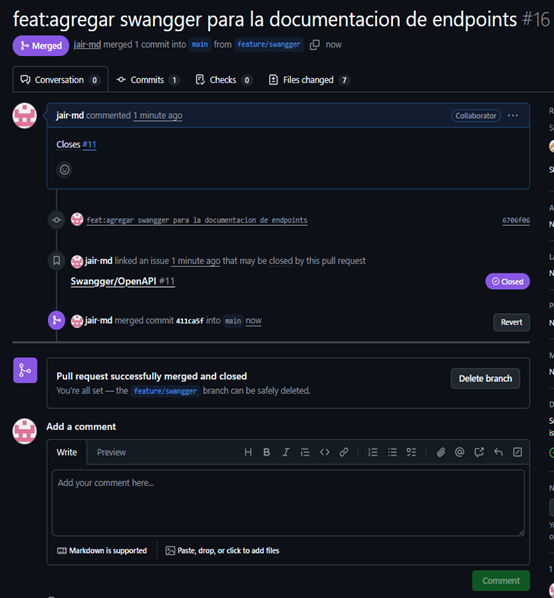 feat:agregar swangger para la documentacion de endpoints #16
Merged jair-md merged 1 commit into main from feature/swangger now
Conversation 0 Commits 1 Checks 0 Files changed 7
jair-md commented 1 minute ago Collaborator
Closes #11
feat:agregar swangger para la documentacion de endpoints 6706f06
jair-md linked an issue 1 minute ago that may be closed by this pull request
Swangger/OpenAPI #11 Closed
jair-md merged commit 411ca5f into main now Revert
Pull request successfully merged and closed
You're all set — the feature/swangger branch can be safely deleted. Delete branch
Add a comment
Write Preview
Add your comment here...
Markdown is supported Paste, drop, or click to add files
Comment